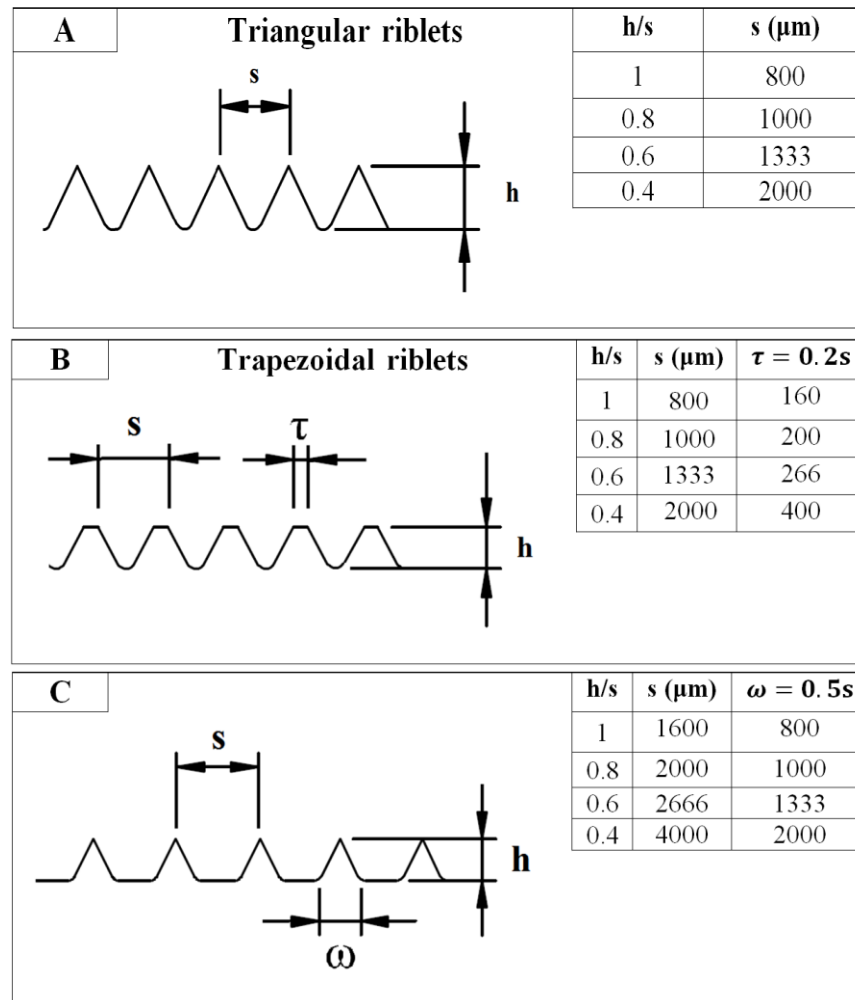 A
Triangular riblets
s
h
h/s s (μm)
1 800
0.8 1000
0.6 1333
0.4 2000
B
Trapezoidal riblets
s
τ
h
h/s s (μm) τ = 0.2s
1 800 160
0.8 1000 200
0.6 1333 266
0.4 2000 400
C
s
h
ω
h/s s (μm) ω = 0.5s
1 1600 800
0.8 2000 1000
0.6 2666 1333
0.4 4000 2000